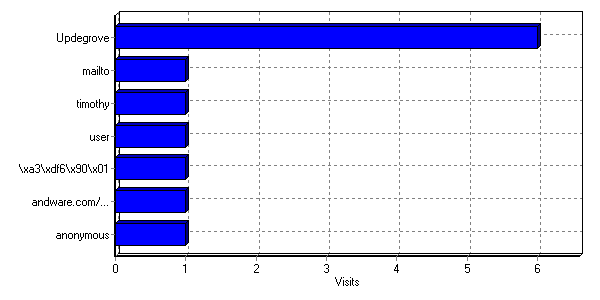 Updegrove
mailto
timothy
user
\xa3\xdf6\x90\x01
andware.com/...
anonymous
0 1 2 3 4 5 6
Visits